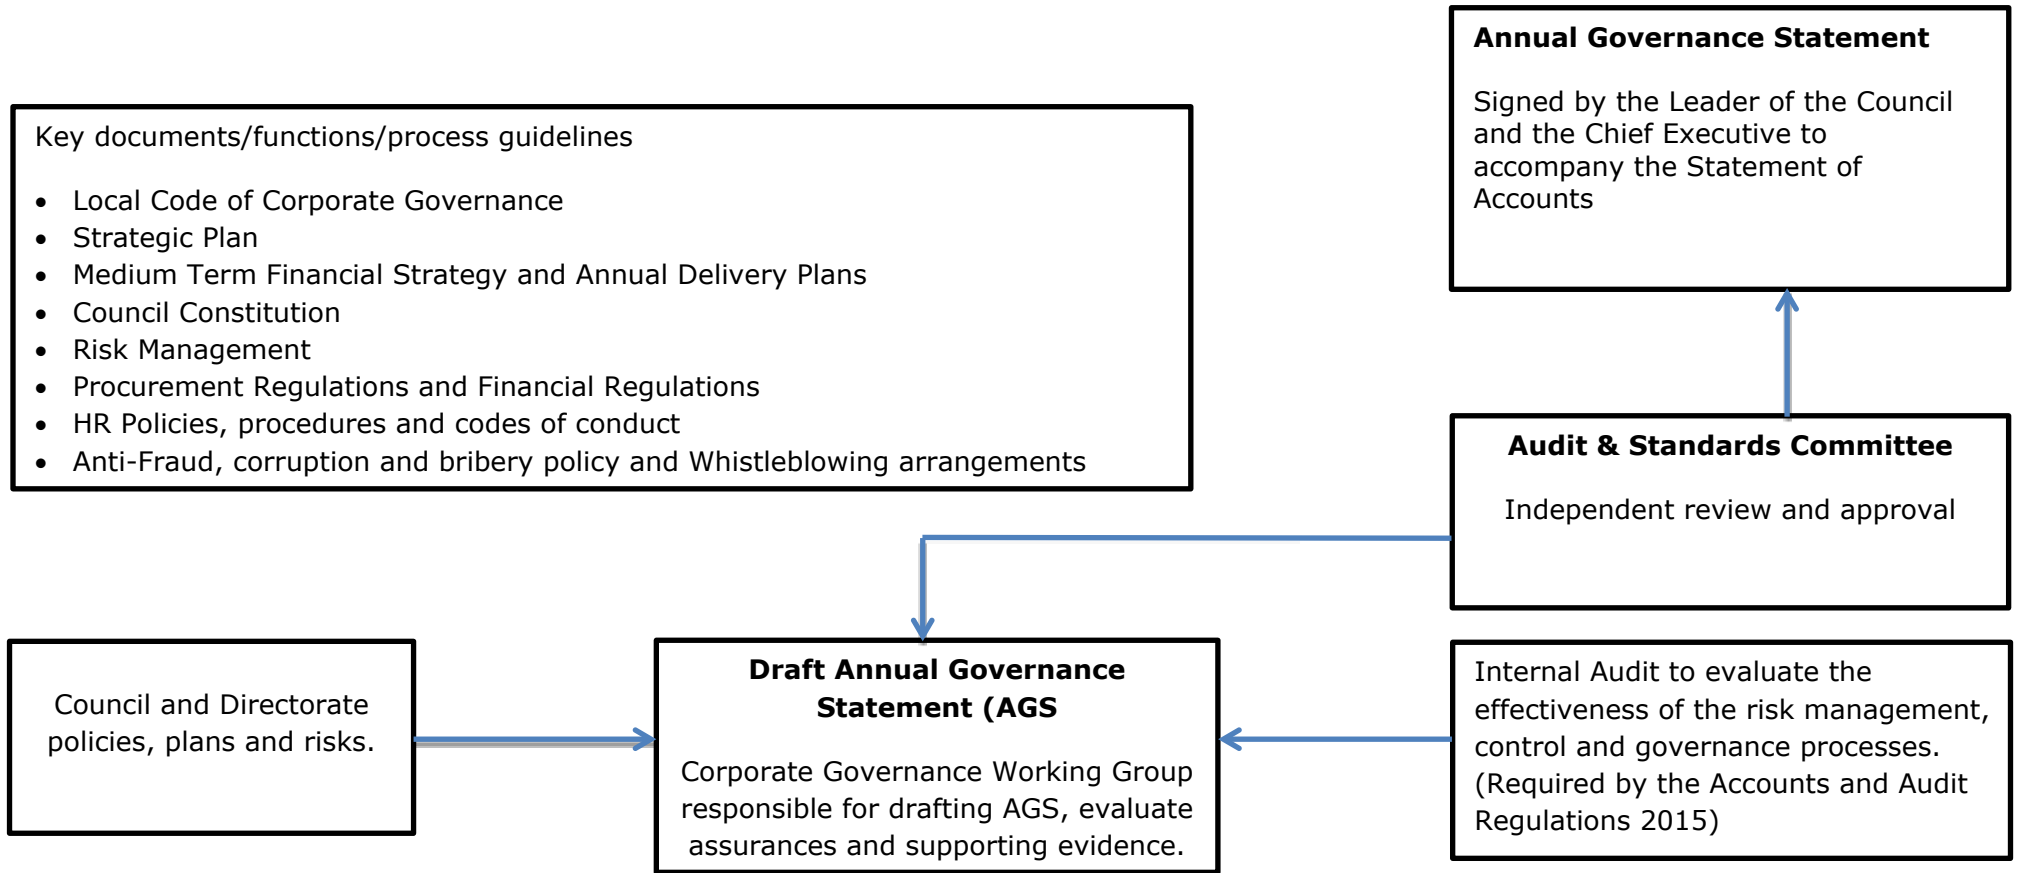 Annual Governance Statement
Signed by the Leader of the Council
and the Chief Executive to
accompany the Statement of
Accounts
Key documents/functions/process guidelines
• Local Code of Corporate Governance
• Strategic Plan
• Medium Term Financial Strategy and Annual Delivery Plans
• Council Constitution
• Risk Management
• Procurement Regulations and Financial Regulations
• HR Policies, procedures and codes of conduct
• Anti-Fraud, corruption and bribery policy and Whistleblowing arrangements
Audit & Standards Committee
Independent review and approval
Council and Directorate
policies, plans and risks.
Draft Annual Governance
Statement (AGS
Corporate Governance Working Group
responsible for drafting AGS, evaluate
assurances and supporting evidence.
Internal Audit to evaluate the
effectiveness of the risk management,
control and governance processes.
(Required by the Accounts and Audit
Regulations 2015)